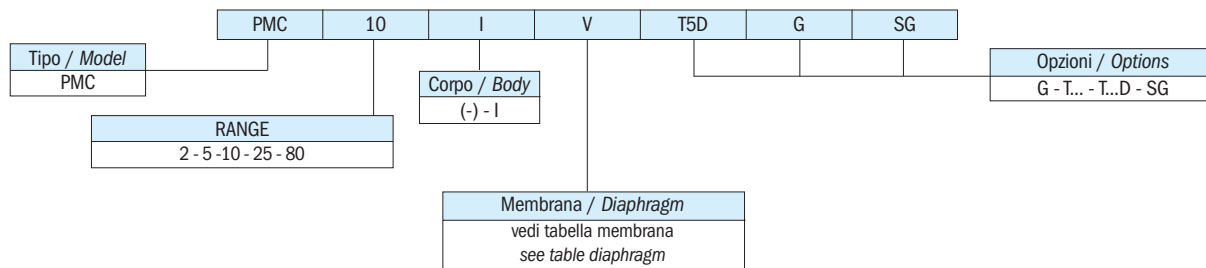 PMC 10 I V T5D G SG
Tipo / Model
PMC
Corpo / Body
(-) - I
Opzioni / Options
G - T... - T...D - SG
RANGE
2 - 5 -10 - 25 - 80
Membrana / Diaphragm
vedi tabella membrana
see table diaphragm